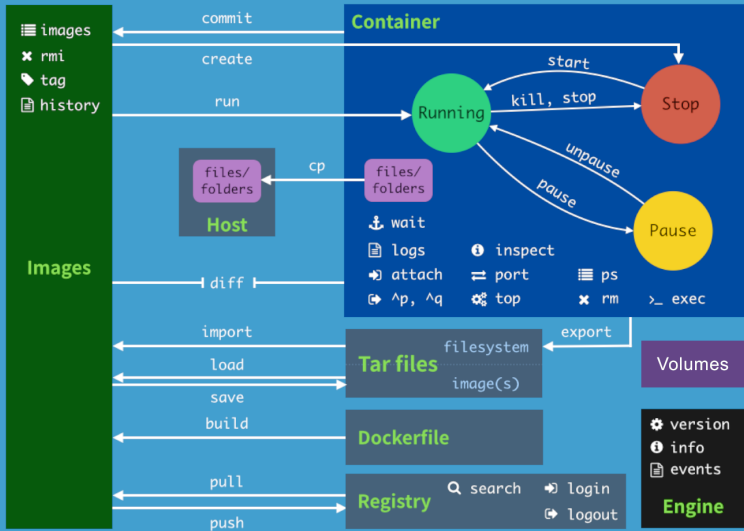 images
rmi
tag
history
Images
commit
create
run
Container
Running
start
kill, stop
Stop
unpause
pause
Pause
files/
folders
Host
cp
files/
folders
wait
logs
inspect
attach
port
ps
^p, ^q
top
rm
>_ exec
diff
import
load
save
Tar files
filesystem
image(s)
export
Volumes
build
Dockerfile
pull
push
Registry
search
login
logout
version
info
events
Engine